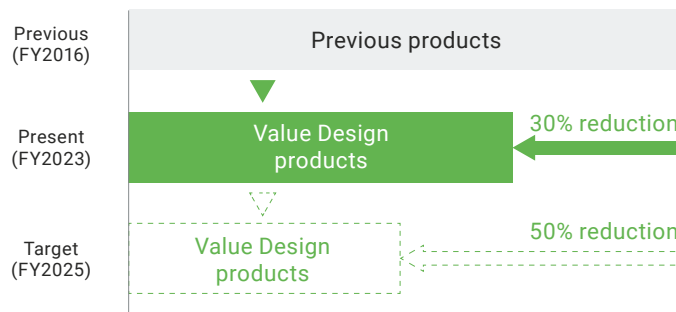 Previous
(FY2016)
Previous products
Present
(FY2023)
Value Design
products
30% reduction
Target
(FY2025)
Value Design
products
50% reduction